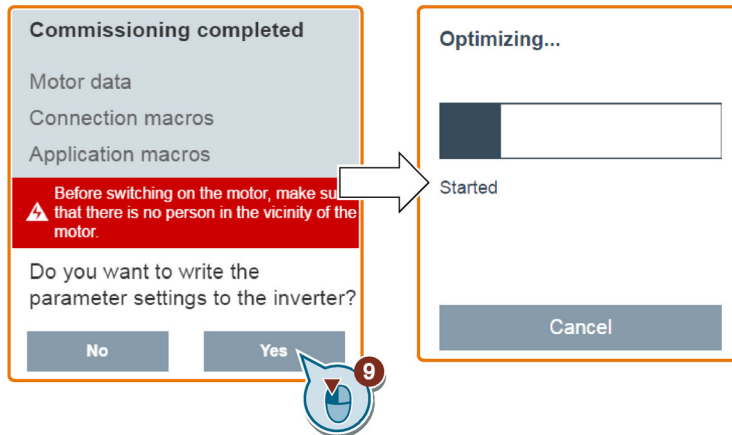 Commissioning completed
Motor data
Connection macros
Application macros
Before switching on the motor, make su
that there is no person in the vicinity of the
motor.
Do you want to write the
parameter settings to the inverter?
No
Yes
9
Optimizing...
Started
Cancel